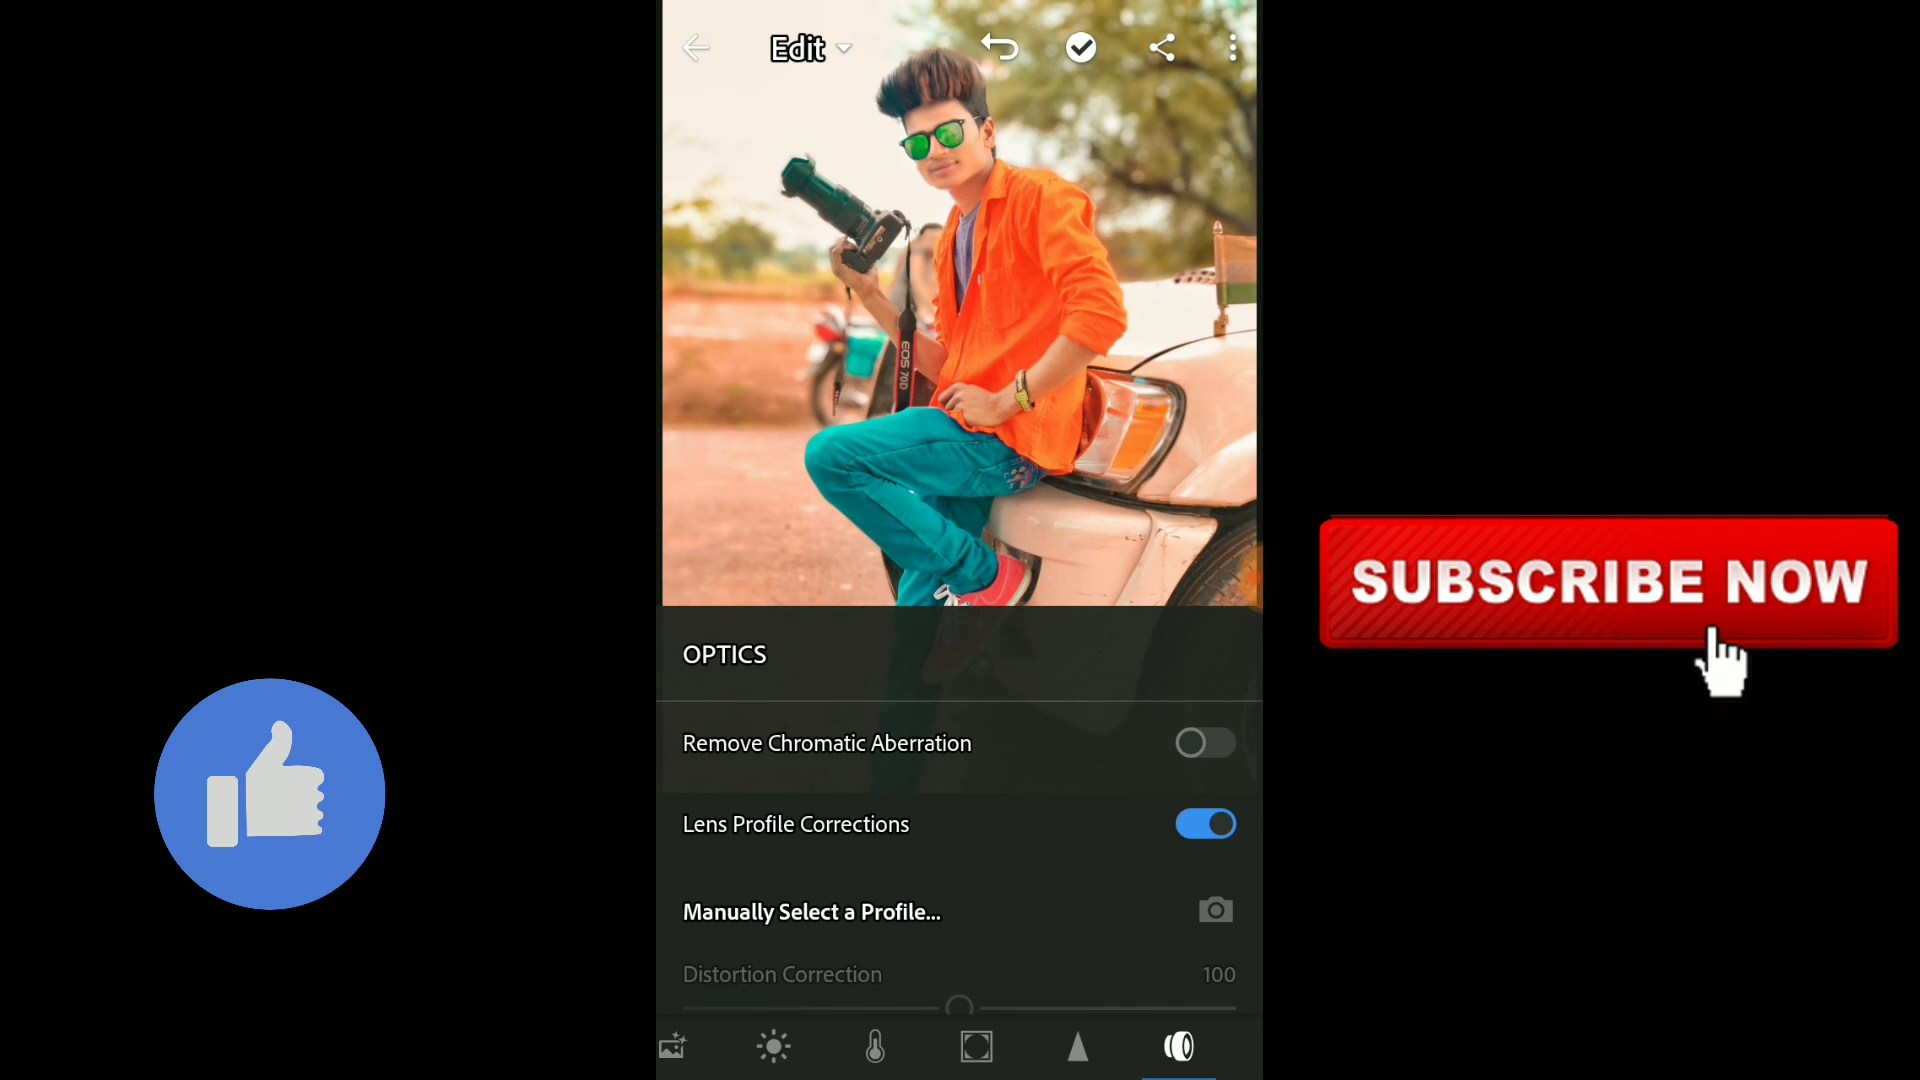 Edit
EOS 70D
SUBSCRIBE NOW
OPTICS
Remove Chromatic Aberration
Lens Profile Corrections
Manually Select a Profile...
Distortion Correction 100